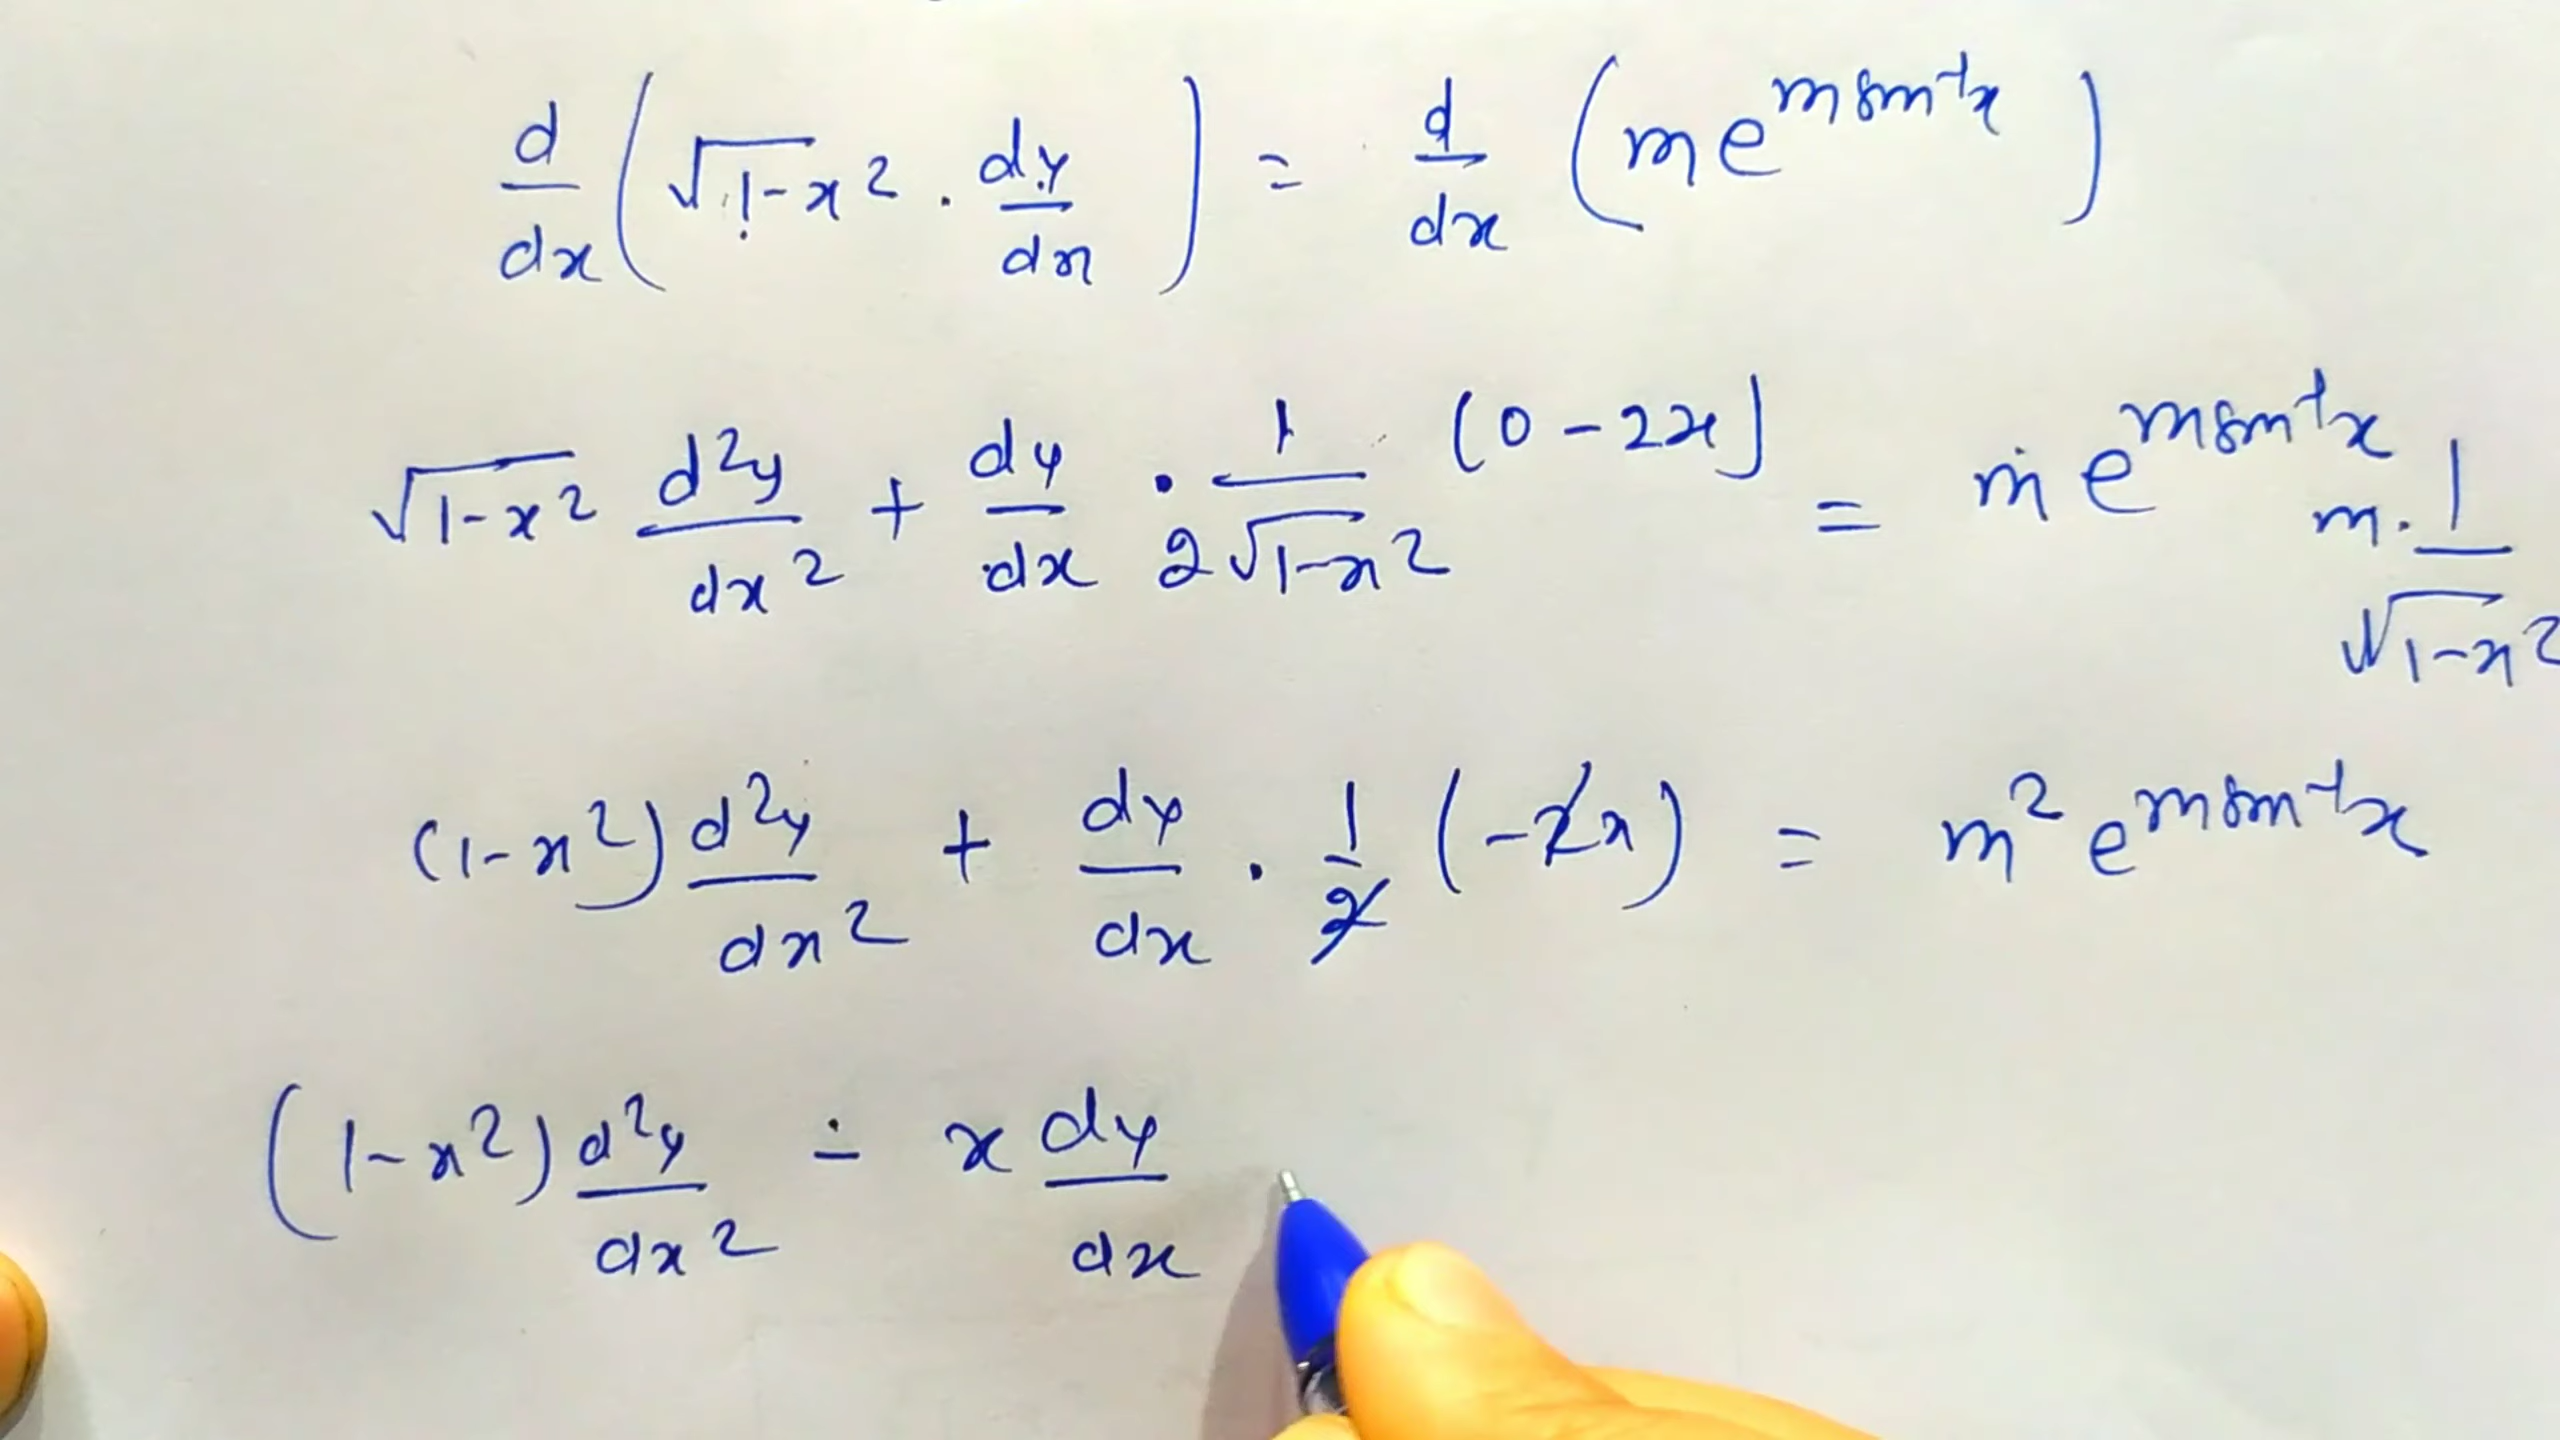 d/dx (√1-x² . dy/dx) = d/dx (me^(m sin⁻¹x))
√1-x² d²y/dx² + dy/dx . 1/2√1-x² (0-2x) = me^(m sin⁻¹x) m. 1/√1-x²
(1-x²) d²y/dx² + dy/dx . 1/2 (-2x) = m² e^(m sin⁻¹x)
(1-x²) d²y/dx² - x dy/dx